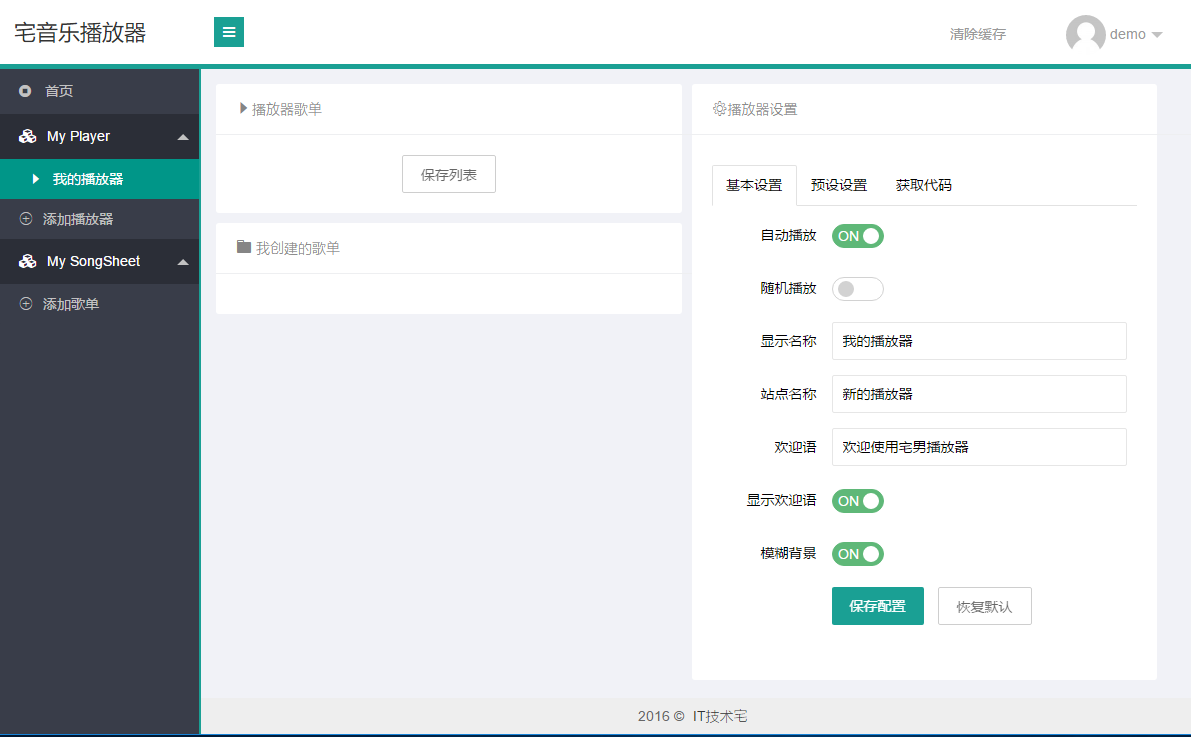 宅音乐播放器
清除缓存
demo
首页
My Player
我的播放器
添加播放器
My SongSheet
添加歌单
播放器歌单
保存列表
我创建的歌单
播放器设置
基本设置 预设设置 获取代码
自动播放 ON
随机播放
显示名称 我的播放器
站点名称 新的播放器
欢迎语 欢迎使用宅男播放器
显示欢迎语 ON
模糊背景 ON
保存配置 恢复默认
2016 © IT技术宅